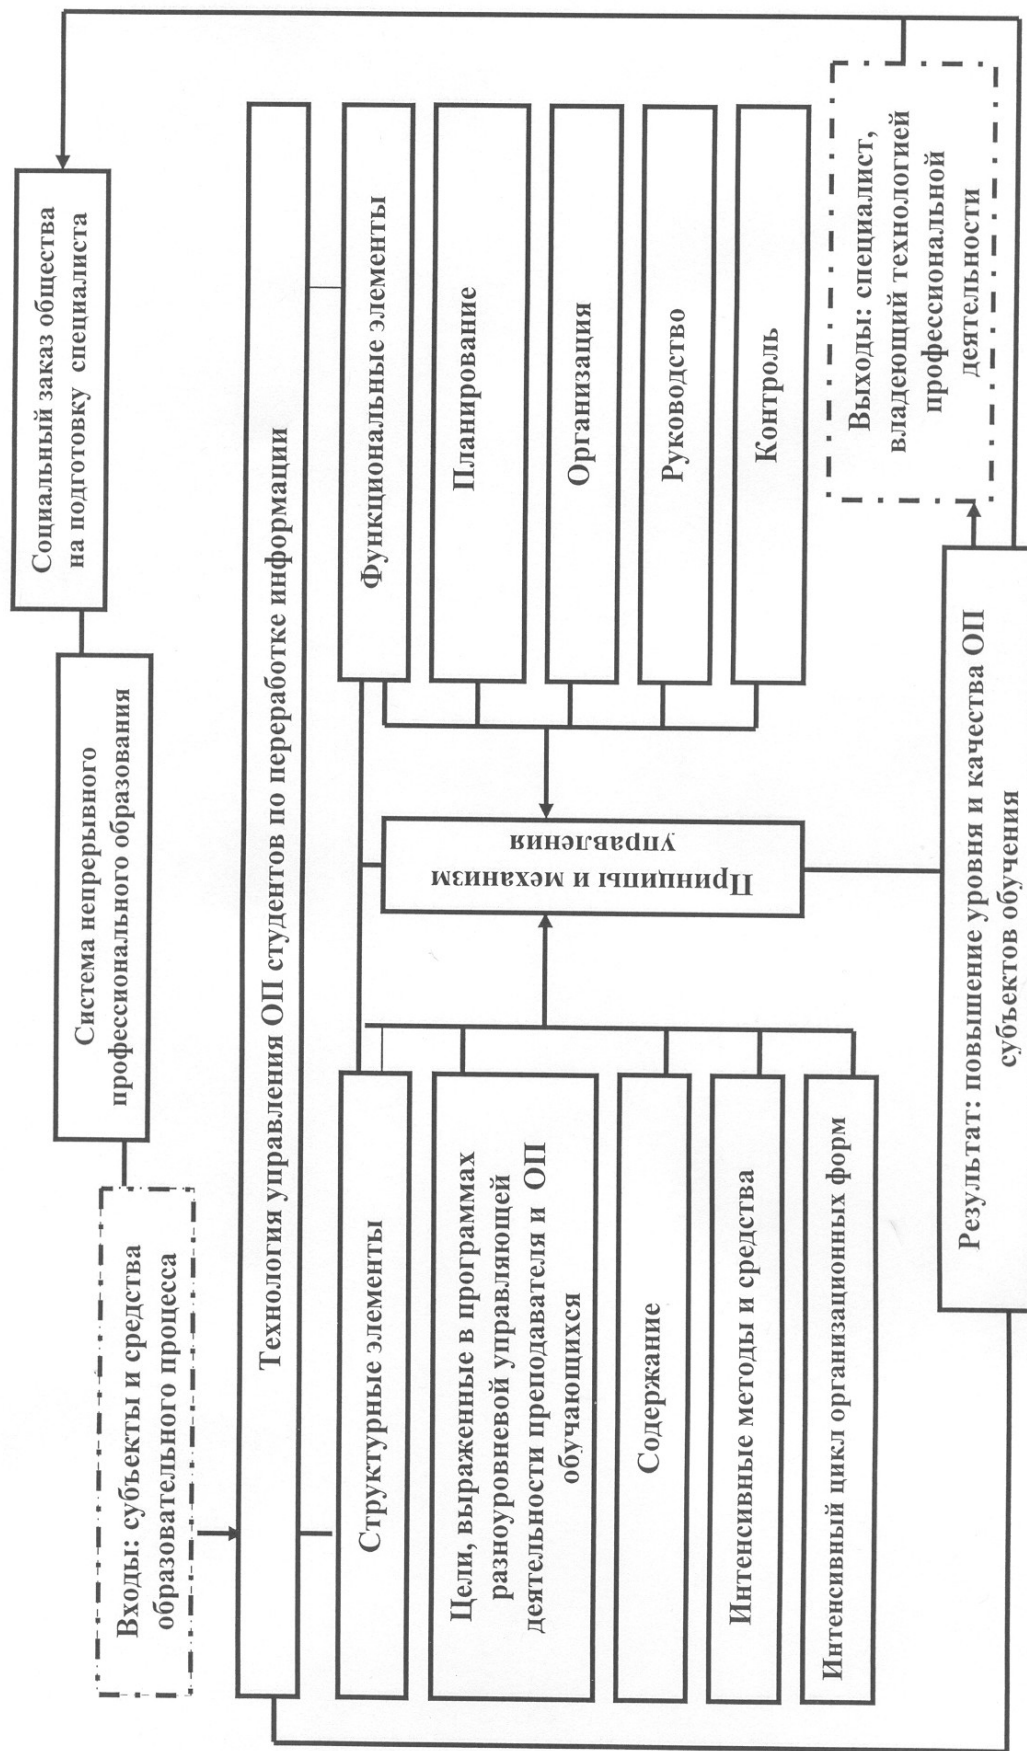 Входы: субъекты и средства
образовательного процесса
Система непрерывного
профессионального образования
Социальный заказ общества
на подготовку специалиста
Технология управления ОП студентов по переработке информации
Структурные элементы
Цели, выраженные в программах
разноуровневой управляющей
деятельности преподавателя и ОП
обучающихся
Содержание
Интенсивные методы и средства
Интенсивный цикл организационных форм
Принципы и механизм
управления
Функциональные элементы
Планирование
Организация
Руководство
Контроль
Результат: повышение уровня и качества ОП
субъектов обучения
Выходы: специалист,
владеющий технологией
профессиональной
деятельности